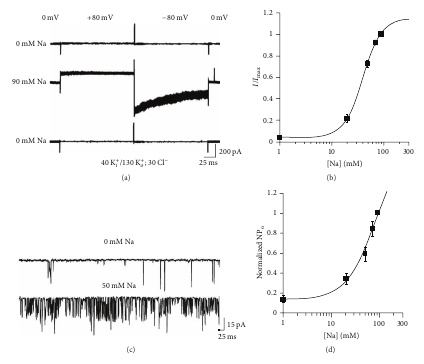 0 mV +80 mV −80 mV 0 mV
0 mM Na
90 mM Na
0 mM Na
40 K⁺ᵢ/130 K⁺ₒ; 30 Cl⁻
200 pA
25 ms
(a)
1.2
1
0.8
0.6
0.4
0.2
0
I/Imax
1 10 100 300
[Na] (mM)
(b)
0 mM Na
50 mM Na
15 pA
25 ms
(c)
1.2
1
0.8
0.6
0.4
0.2
0
Normalized NPₒ
1 10 100 300
[Na] (mM)
(d)